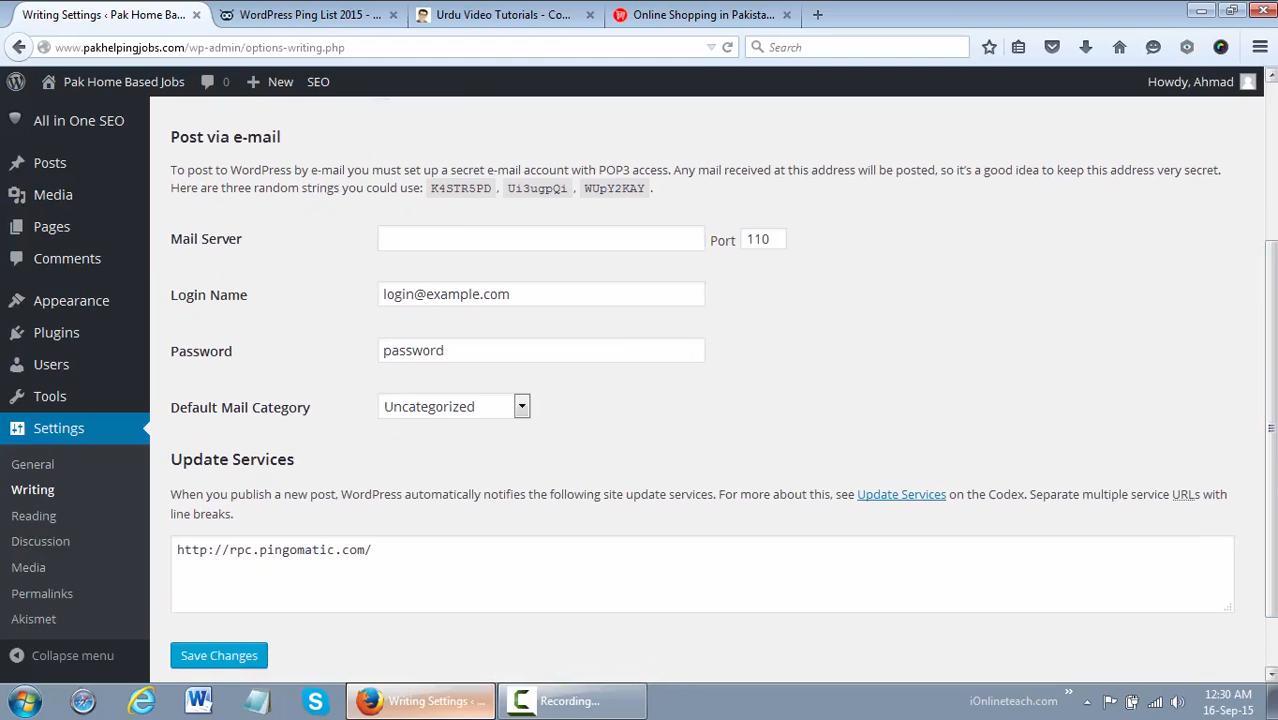 Writing Settings ‹ Pak Home Ba...
WordPress Ping List 2015 - ...
Urdu Video Tutorials - Co...
Online Shopping in Pakista...
www.pakhelpingjobs.com/wp-admin/options-writing.php
Search
Pak Home Based Jobs
0
New
SEO
Howdy, Ahmad
All in One SEO
Posts
Media
Pages
Comments
Appearance
Plugins
Users
Tools
Settings
General
Writing
Reading
Discussion
Media
Permalinks
Akismet
Collapse menu
Post via e-mail
To post to WordPress by e-mail you must set up a secret e-mail account with POP3 access. Any mail received at this address will be posted, so it's a good idea to keep this address very secret.
Here are three random strings you could use: K4STR5PD, Ui3ugpQi, WUpY2KAY.
Mail Server
Port 110
Login Name
login@example.com
Password
password
Default Mail Category
Uncategorized
Update Services
When you publish a new post, WordPress automatically notifies the following site update services. For more about this, see Update Services on the Codex. Separate multiple service URLs with
line breaks.
http://rpc.pingomatic.com/
Save Changes
Writing Settings ‹ ...
Recording...
iOnlineteach.com
12:30 AM
16-Sep-15